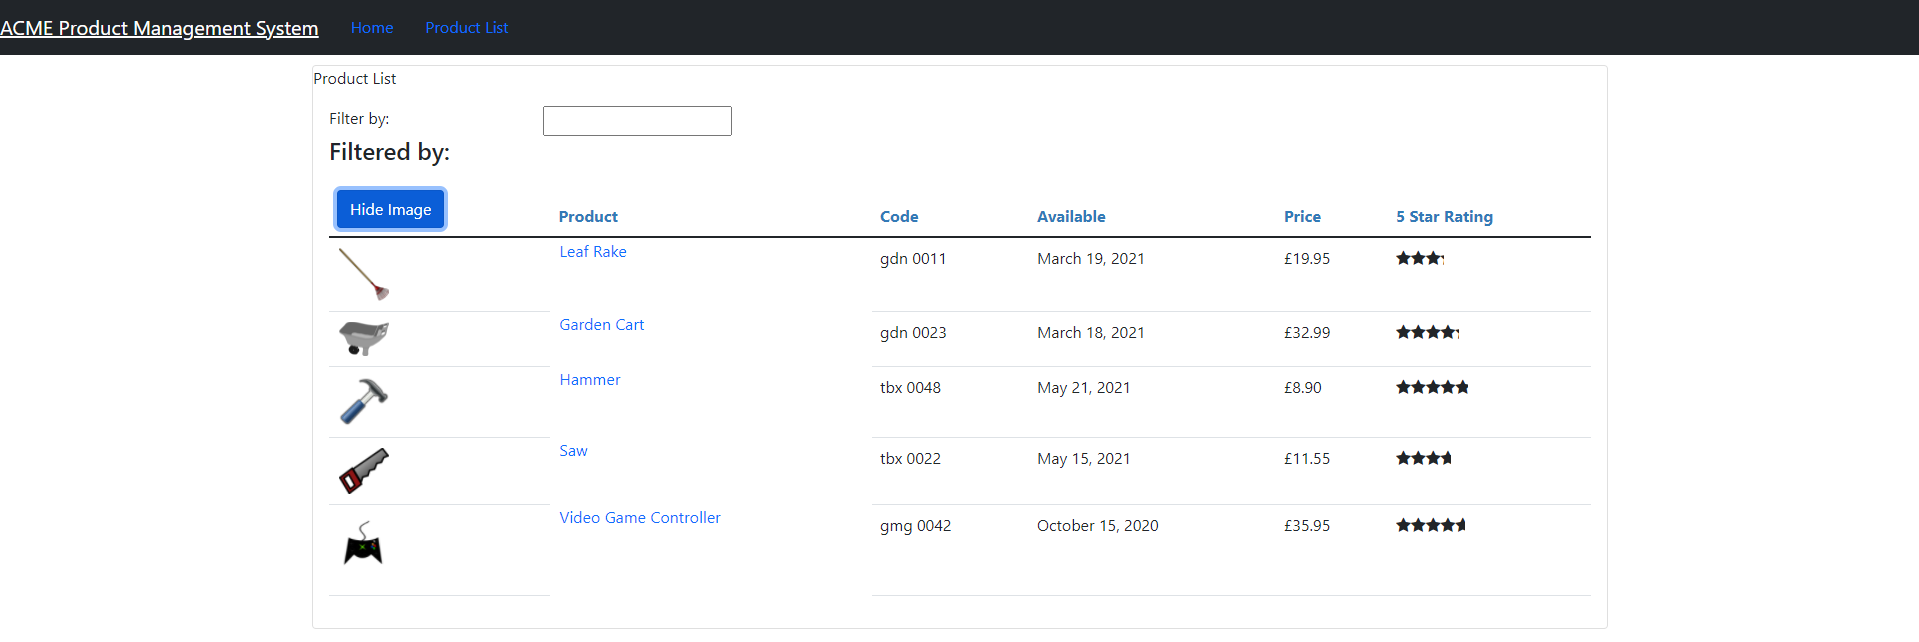 ACME Product Management System Home Product List
Product List
Filter by:
Filtered by:
Hide Image Product Code Available Price 5 Star Rating
Leaf Rake gdn 0011 March 19, 2021 £19.95
Garden Cart gdn 0023 March 18, 2021 £32.99
Hammer tbx 0048 May 21, 2021 £8.90
Saw tbx 0022 May 15, 2021 £11.55
Video Game Controller gmg 0042 October 15, 2020 £35.95